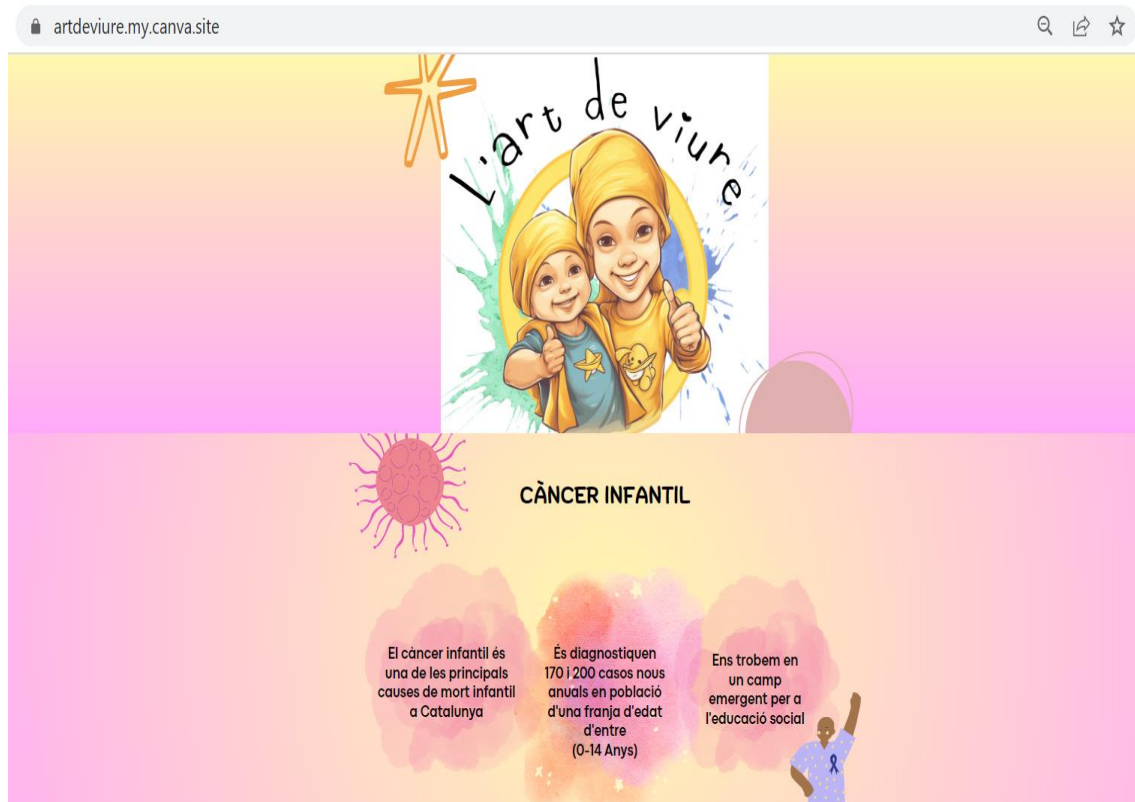 artdeviure.my.canva.site
L'art de viure
CÀNCER INFANTIL
El càncer infantil és
una de les principals
causes de mort infantil
a Catalunya
És diagnostiquen
170 i 200 casos nous
anuals en població
d'una franja d'edat
d'entre
(0-14 Anys)
Ens trobem en
un camp
emergent per a
l'educació social